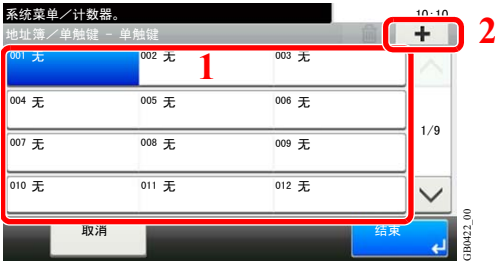 系统菜单／计数器。 10:10
地址簿／单触键 - 单触键
+ 2
001 无 002 无 003 无
1
004 无 005 无 006 无
007 无 008 无 009 无
1/9
010 无 011 无 012 无
取消 结束
GB0422_00